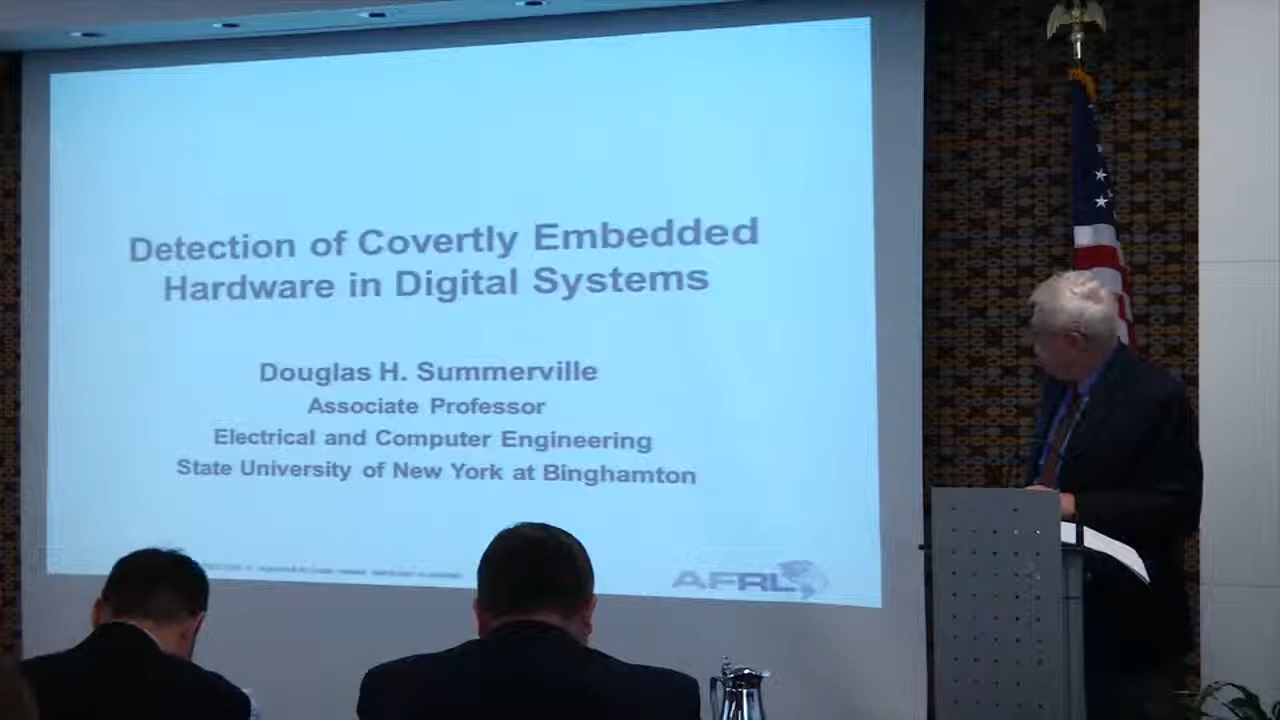 Detection of Covertly Embedded
Hardware in Digital Systems
Douglas H. Summerville
Associate Professor
Electrical and Computer Engineering
State University of New York at Binghamton
AFRL